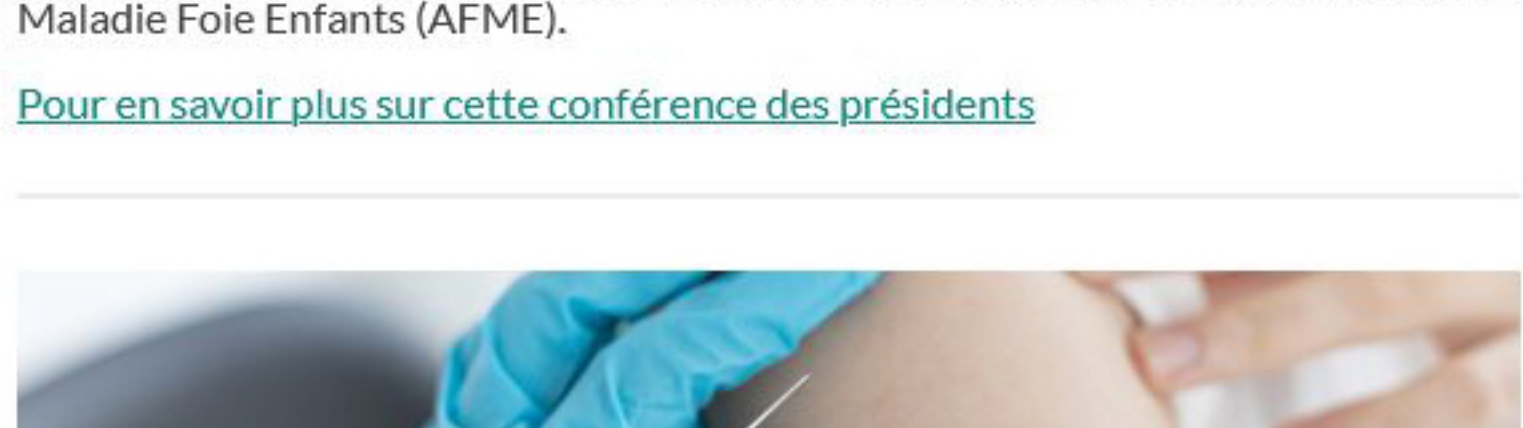 Maladie Foie Enfants (AFME).
Pour en savoir plus sur cette conférence des présidents